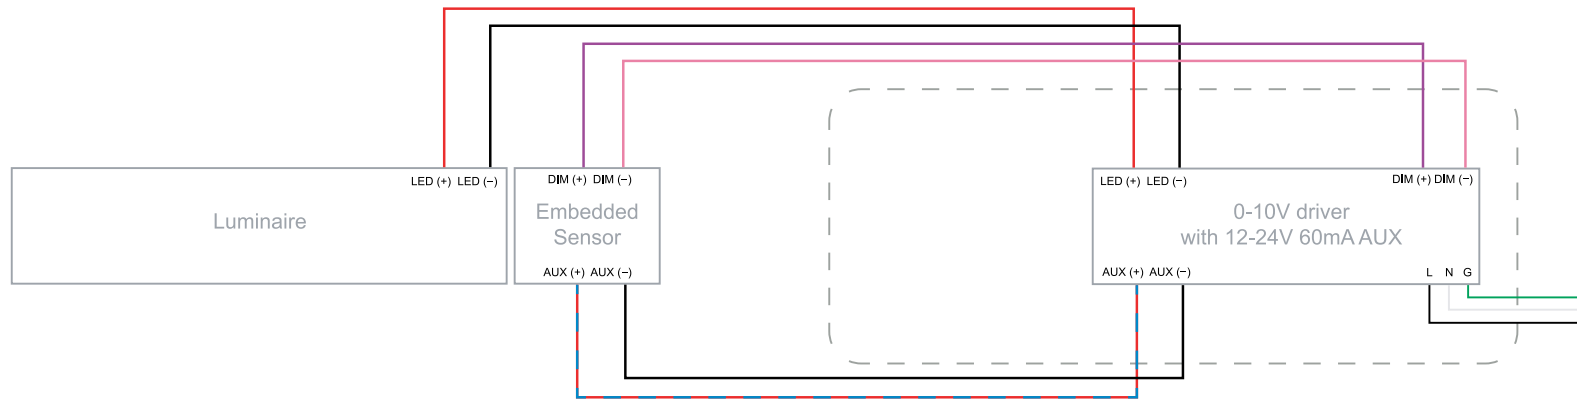 LED (+) LED (−)
Luminaire
DIM (+) DIM (−)
Embedded
Sensor
AUX (+) AUX (−)
LED (+) LED (−)
DIM (+) DIM (−)
0-10V driver
with 12-24V 60mA AUX
AUX (+) AUX (−)
L N G